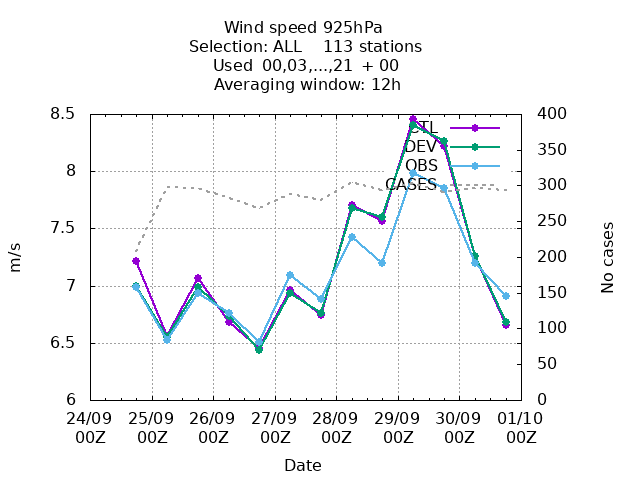 Wind speed 925hPa
Selection: ALL    113 stations
Used  00,03,...,21  + 00
Averaging window: 12h
8.5
8
7.5
7
6.5
6
m/s
400
350
300
250
200
150
100
50
0
No cases
CTL
DEV
OBS
CASES
24/09 25/09 26/09 27/09 28/09 29/09 30/09 01/10
00Z 00Z 00Z 00Z 00Z 00Z 00Z 00Z
Date